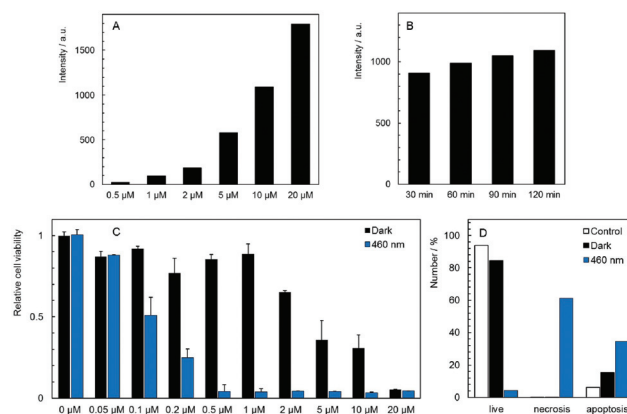 A
Intensity / a.u.
1500
1000
500
0
0.5 µM 1 µM 2 µM 5 µM 10 µM 20 µM
B
Intensity / a.u.
1000
500
0
30 min 60 min 90 min 120 min
C
Dark
460 nm
Relative cell viability
1
0.5
0
0 µM 0.05 µM 0.1 µM 0.2 µM 0.5 µM 1 µM 2 µM 5 µM 10 µM 20 µM
D
Control
Dark
460 nm
Number / %
100
80
60
40
20
0
live necrosis apoptosis